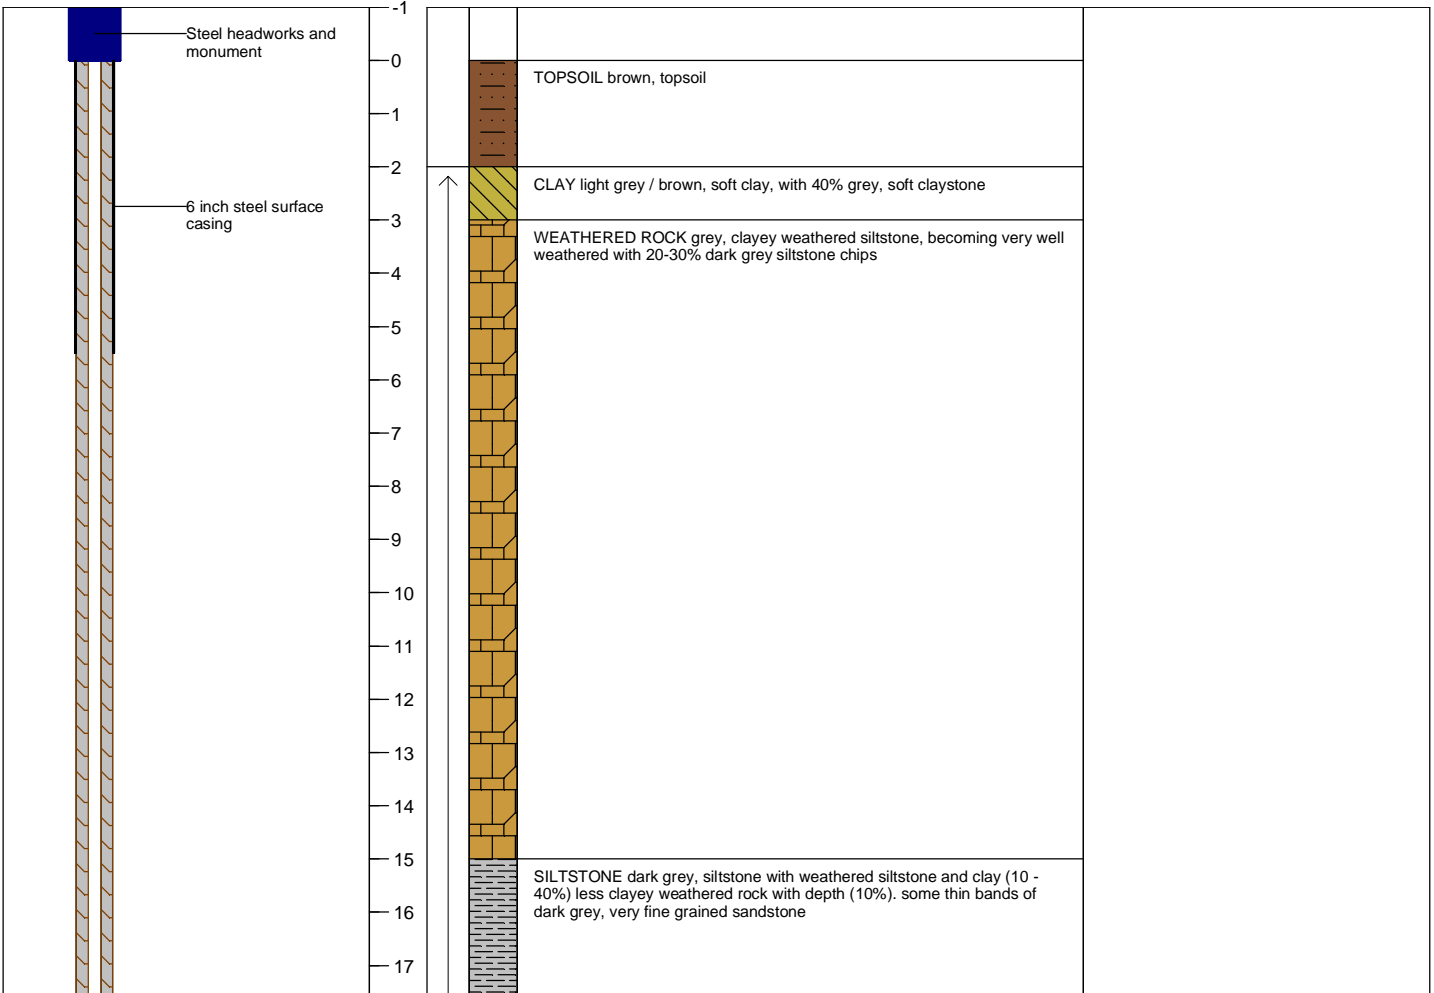 Steel headworks and
monument
6 inch steel surface
casing
-1
0
1
2
3
4
5
6
7
8
9
10
11
12
13
14
15
16
17
TOPSOIL brown, topsoil
CLAY light grey / brown, soft clay, with 40% grey, soft claystone
WEATHERED ROCK grey, clayey weathered siltstone, becoming very well
weathered with 20-30% dark grey siltstone chips
SILTSTONE dark grey, siltstone with weathered siltstone and clay (10 -
40%) less clayey weathered rock with depth (10%). some thin bands of
dark grey, very fine grained sandstone